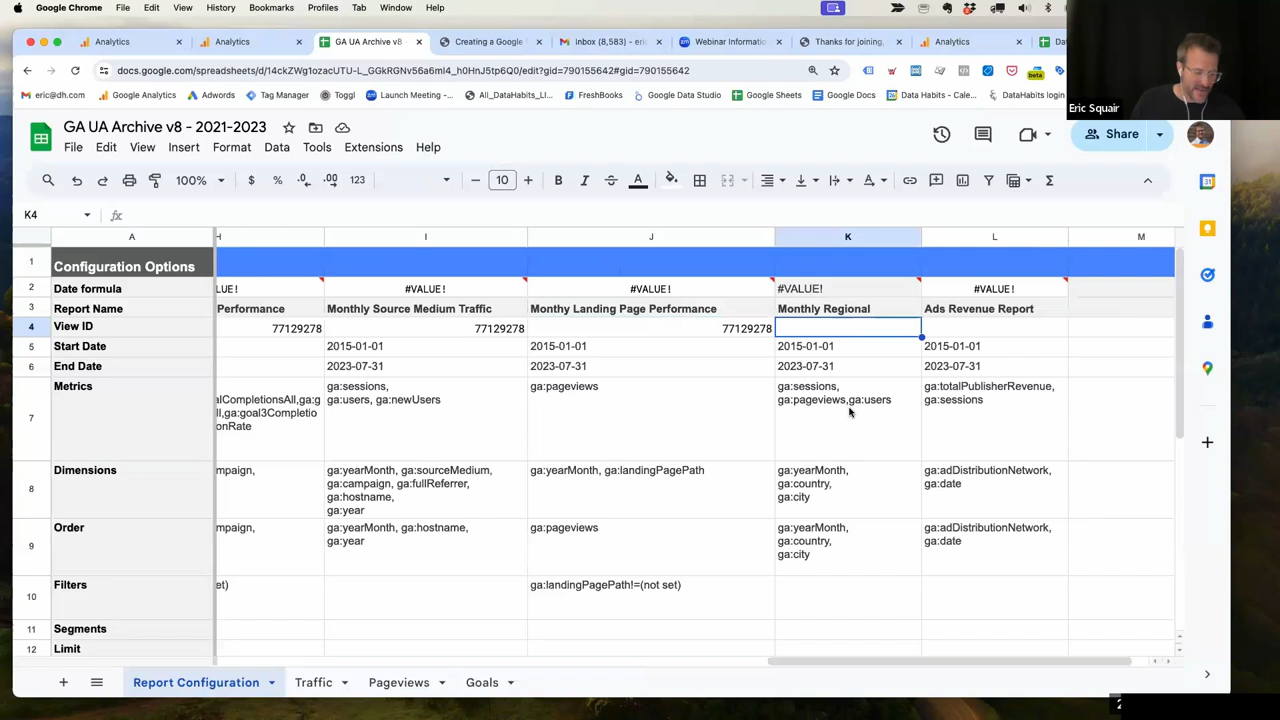 Google Chrome File Edit View History Bookmarks Profiles Tab Window Help
Analytics Analytics GA UA Archive v8 Creating a Google Inbox (8,583) - eric Webinar Informatio Thanks for joining, Analytics Dat
docs.google.com/spreadsheets/d/14ckZWg1ozacUTU-L_GGkRGNv56a6ml4_h0HnJ5tp6Q0/edit?gid=790155642#gid=790155642
beta
eric@dh.com Google Analytics Adwords Tag Manager Toggl Launch Meeting -... All_DataHabits_LI... FreshBooks Google Data Studio Google Sheets Data Habits - Cale... DataHabits login
Eric Squair
GA UA Archive v8 - 2021-2023
Share
File Edit View Insert Format Data Tools Extensions Help
100% $ % .0 .00 123 10 B I A
K4 fx
A H I J K L M
1 Configuration Options
2 Date formula LUE! #VALUE! #VALUE! #VALUE! #VALUE!
3 Report Name Performance Monthly Source Medium Traffic Monthy Landing Page Performance Monthly Regional Ads Revenue Report
4 View ID 77129278 77129278 77129278
5 Start Date 2015-01-01 2015-01-01 2015-01-01 2015-01-01
6 End Date 2023-07-31 2023-07-31 2023-07-31 2023-07-31
Metrics ga:sessions, ga:pageviews ga:sessions, ga:totalPublisherRevenue,
alCompletionsAll,ga:g ga:users, ga:newUsers ga:pageviews,ga:users ga:sessions
7 ll,ga:goal3Completio
onRate
Dimensions mpaign, ga:yearMonth, ga:sourceMedium, ga:yearMonth, ga:landingPagePath ga:yearMonth, ga:adDistributionNetwork,
ga:campaign, ga:fullReferrer, ga:country, ga:date
8 ga:hostname, ga:city
ga:year
Order mpaign, ga:yearMonth, ga:hostname, ga:pageviews ga:yearMonth, ga:adDistributionNetwork,
9 ga:year ga:country, ga:date
ga:city
Filters et) ga:landingPagePath!=(not set)
10
11 Segments
12 Limit
Report Configuration Traffic Pageviews Goals